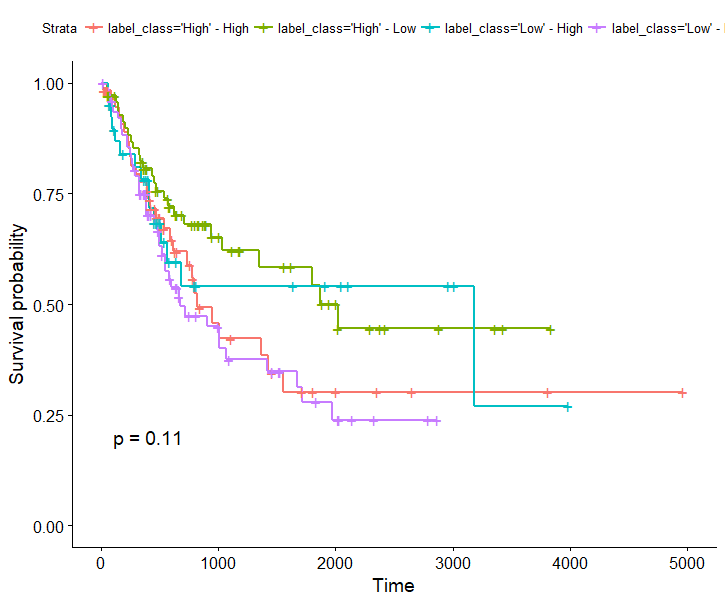 Strata label_class='High' - High label_class='High' - Low label_class='Low' - High label_class='Low' -
1.00
0.75
0.50
0.25
0.00
Survival probability
p = 0.11
0 1000 2000 3000 4000 5000
Time